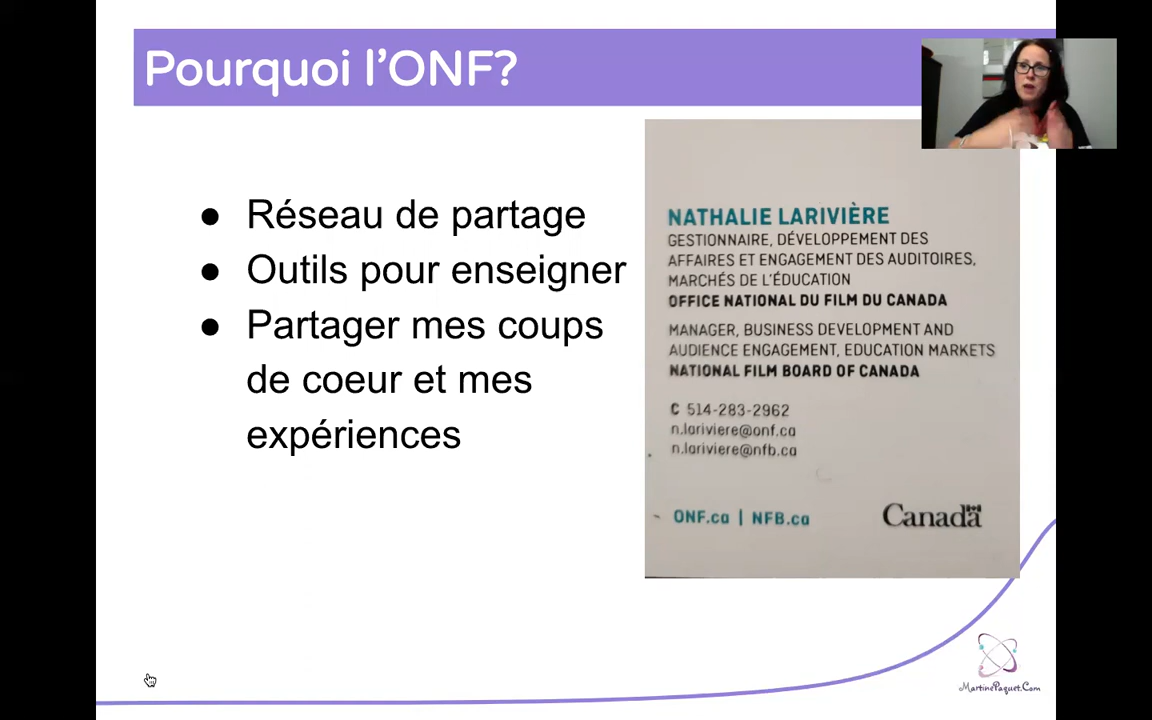 Pourquoi l'ONF?
● Réseau de partage
● Outils pour enseigner
● Partager mes coups
de coeur et mes
expériences
NATHALIE LARIVIÈRE
GESTIONNAIRE, DÉVELOPPEMENT DES
AFFAIRES ET ENGAGEMENT DES AUDITOIRES,
MARCHÉS DE L'ÉDUCATION
OFFICE NATIONAL DU FILM DU CANADA
MANAGER, BUSINESS DEVELOPMENT AND
AUDIENCE ENGAGEMENT, EDUCATION MARKETS
NATIONAL FILM BOARD OF CANADA
C 514-283-2962
n.lariviere@onf.ca
n.lariviere@nfb.ca
ONF.ca | NFB.ca
Canada
MartinePaquet.Com